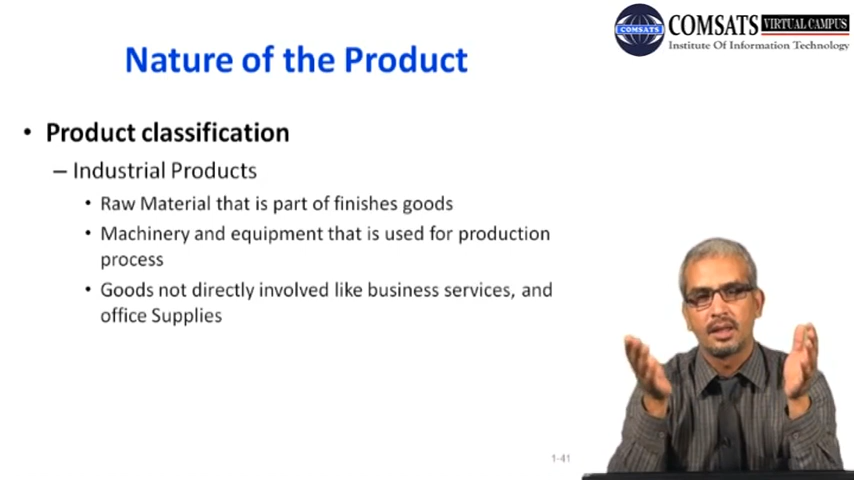 COMSATS VIRTUAL CAMPUS
COMSATS
Institute Of Information Technology
Nature of the Product
• Product classification
– Industrial Products
• Raw Material that is part of finishes goods
• Machinery and equipment that is used for production
process
• Goods not directly involved like business services, and
office Supplies
1-41